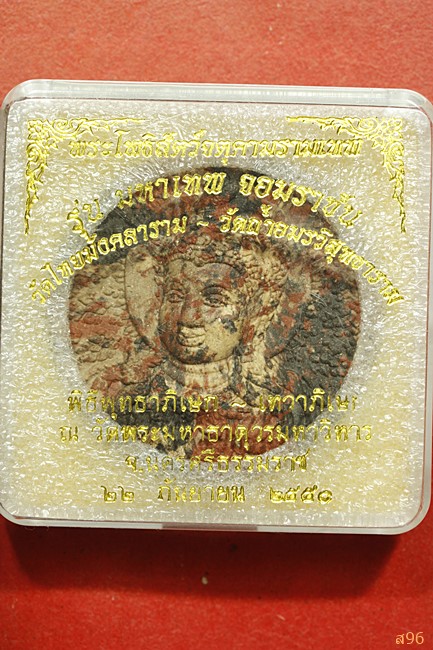 พระโพธิสัตว์จตุคามรามเทพ
รุ่น มหาเทพ จอมราชัน
วัดไทยมังคลาราม ~ วัดถ้ำอมรวิสุทธาราม
พิธีพุทธาภิเษก ~ เทวาภิเษก
ณ วัดพระมหาธาตุวรมหาวิหาร
จ.นครศรีธรรมราช
๒๒ กันยายน ๒๕๕๐
ส96